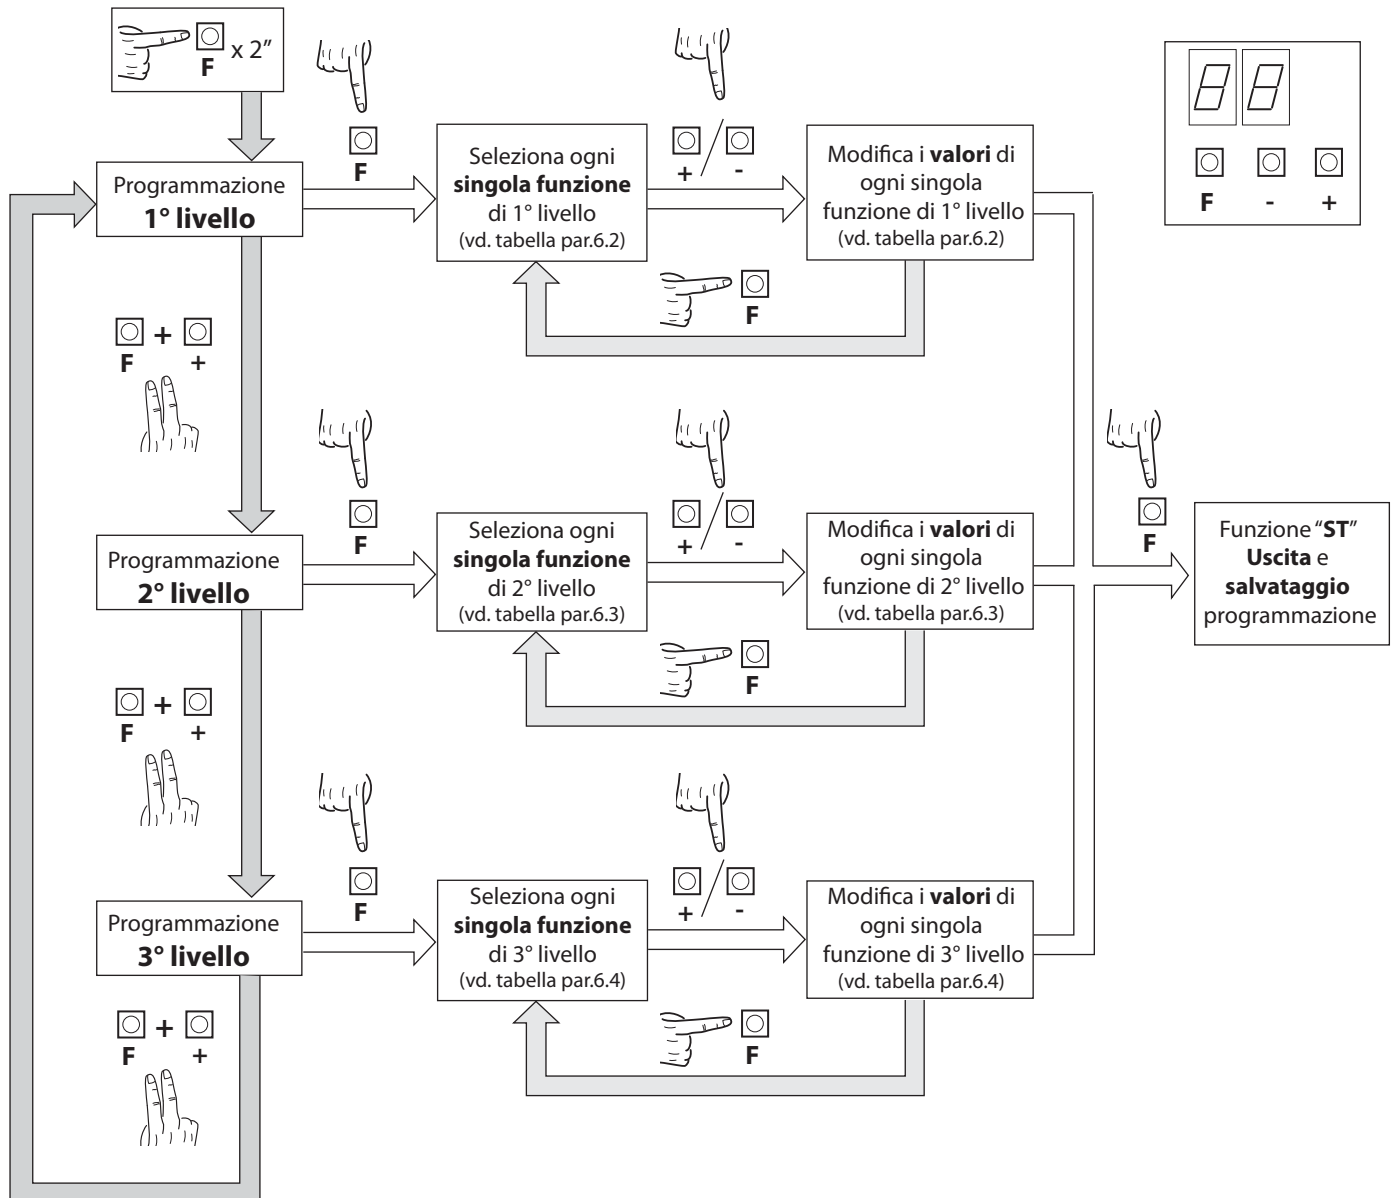 F x 2”
F
+ / -
F - +
Programmazione
1° livello
Seleziona ogni
singola funzione
di 1° livello
(vd. tabella par.6.2)
Modifica i valori di
ogni singola
funzione di 1° livello
(vd. tabella par.6.2)
F
F + +
F
+ / -
Programmazione
2° livello
Seleziona ogni
singola funzione
di 2° livello
(vd. tabella par.6.3)
Modifica i valori di
ogni singola
funzione di 2° livello
(vd. tabella par.6.3)
F
F
Funzione “ST”
Uscita e
salvataggio
programmazione
F + +
F
+ / -
Programmazione
3° livello
Seleziona ogni
singola funzione
di 3° livello
(vd. tabella par.6.4)
Modifica i valori di
ogni singola
funzione di 3° livello
(vd. tabella par.6.4)
F
F + +